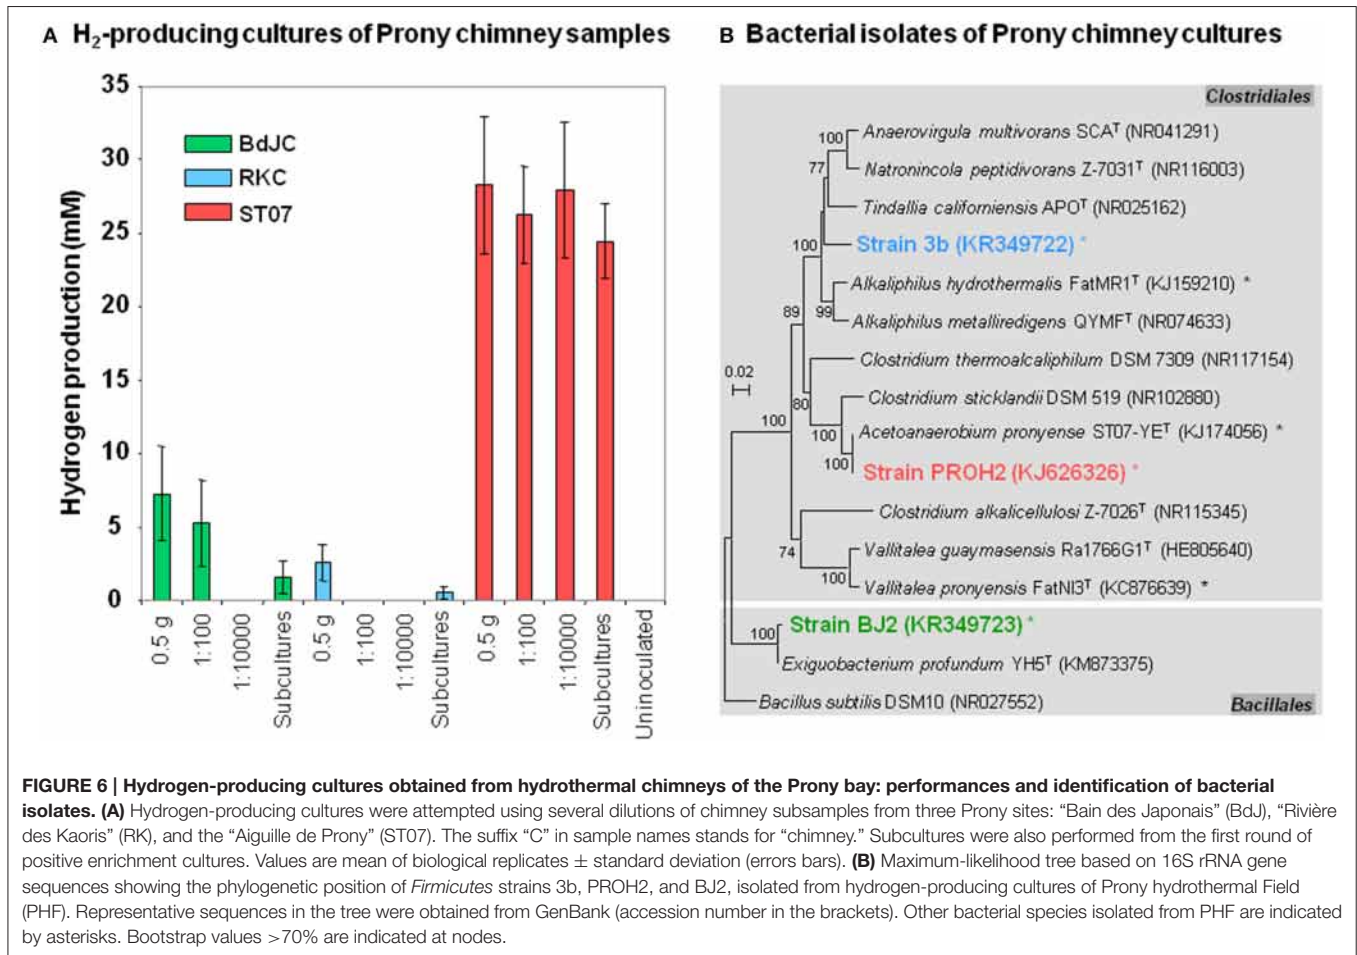 A H₂-producing cultures of Prony chimney samples
35
30
25
20
15
10
5
0
Hydrogen production (mM)
BdJC
RKC
ST07
0.5 g
1:100
1:10000
Subcultures
0.5 g
1:100
1:10000
Subcultures
0.5 g
1:100
1:10000
Subcultures
Uninoculated
B Bacterial isolates of Prony chimney cultures
Clostridiales
Anaerovirgula multivorans SCAᵀ (NR041291)
Natronincola peptidivorans Z-7031ᵀ (NR116003)
Tindallia californiensis APOᵀ (NR025162)
Strain 3b (KR349722) *
Alkaliphilus hydrothermalis FatMR1ᵀ (KJ159210) *
Alkaliphilus metalliredigens QYMFᵀ (NR074633)
Clostridium thermoalcaliphilum DSM 7309 (NR117154)
Clostridium sticklandii DSM 519 (NR102880)
Acetoanaerobium pronyense ST07-YEᵀ (KJ174056) *
Strain PROH2 (KJ626326) *
Clostridium alkalicellulosi Z-7026ᵀ (NR115345)
Vallitalea guaymasensis Ra1766G1ᵀ (HE805640)
Vallitalea pronyensis FatNI3ᵀ (KC876639) *
Strain BJ2 (KR349723) *
Exiguobacterium profundum YH5ᵀ (KM873375)
Bacillus subtilis DSM10 (NR027552)
Bacillales
100
77
100
89
99
0.02
80
100
100
100
74
100
100
FIGURE 6 | Hydrogen-producing cultures obtained from hydrothermal chimneys of the Prony bay: performances and identification of bacterial
isolates. (A) Hydrogen-producing cultures were attempted using several dilutions of chimney subsamples from three Prony sites: “Bain des Japonais” (BdJ), “Rivière
des Kaoris” (RK), and the “Aiguille de Prony” (ST07). The suffix “C” in sample names stands for “chimney.” Subcultures were also performed from the first round of
positive enrichment cultures. Values are mean of biological replicates ± standard deviation (errors bars). (B) Maximum-likelihood tree based on 16S rRNA gene
sequences showing the phylogenetic position of Firmicutes strains 3b, PROH2, and BJ2, isolated from hydrogen-producing cultures of Prony hydrothermal Field
(PHF). Representative sequences in the tree were obtained from GenBank (accession number in the brackets). Other bacterial species isolated from PHF are indicated
by asterisks. Bootstrap values >70% are indicated at nodes.